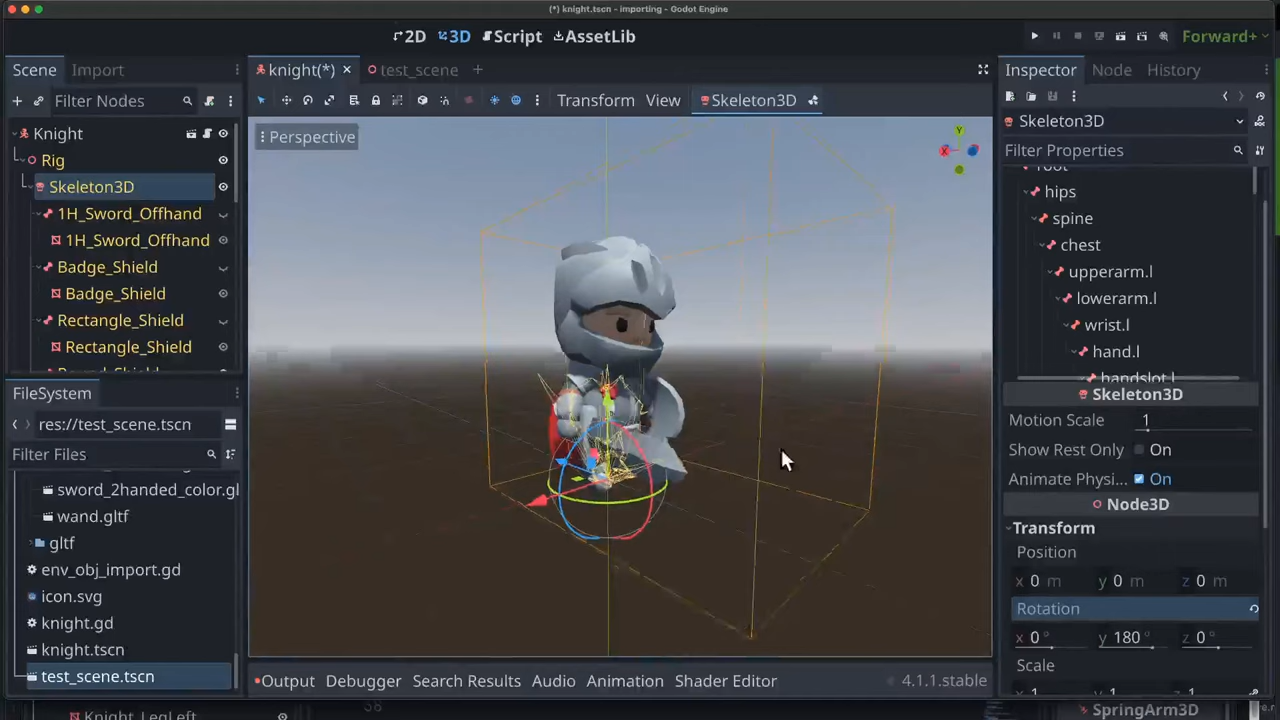 (*) knight.tscn - importing - Godot Engine
2D 3D Script AssetLib
Forward+
Scene Import
Filter Nodes
Knight
Rig
Skeleton3D
1H_Sword_Offhand
1H_Sword_Offhand
Badge_Shield
Badge_Shield
Rectangle_Shield
Rectangle_Shield
FileSystem
res://test_scene.tscn
Filter Files
sword_2handed_color.gl
wand.gltf
gltf
env_obj_import.gd
icon.svg
knight.gd
knight.tscn
test_scene.tscn
knight(*) test_scene
Transform View Skeleton3D
Perspective
Y
X
Output Debugger Search Results Audio Animation Shader Editor 4.1.1.stable
Inspector Node History
Skeleton3D
Filter Properties
root
hips
spine
chest
upperarm.l
lowerarm.l
wrist.l
hand.l
handslot.l
Skeleton3D
Motion Scale 1
Show Rest Only On
Animate Physi... On
Node3D
Transform
Position
x 0 m y 0 m z 0 m
Rotation
x 0 ° y 180 ° z 0 °
Scale
Knight_LegLeft
SpringArm3D